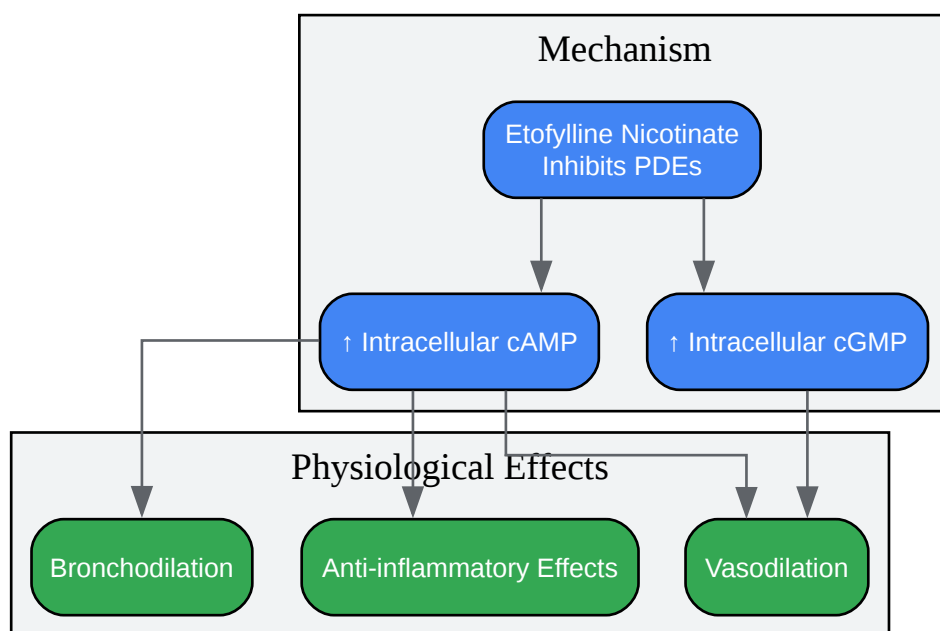 Mechanism
Etofylline Nicotinate
Inhibits PDEs
↑ Intracellular cAMP
↑ Intracellular cGMP
Physiological Effects
Bronchodilation
Anti-inflammatory Effects
Vasodilation